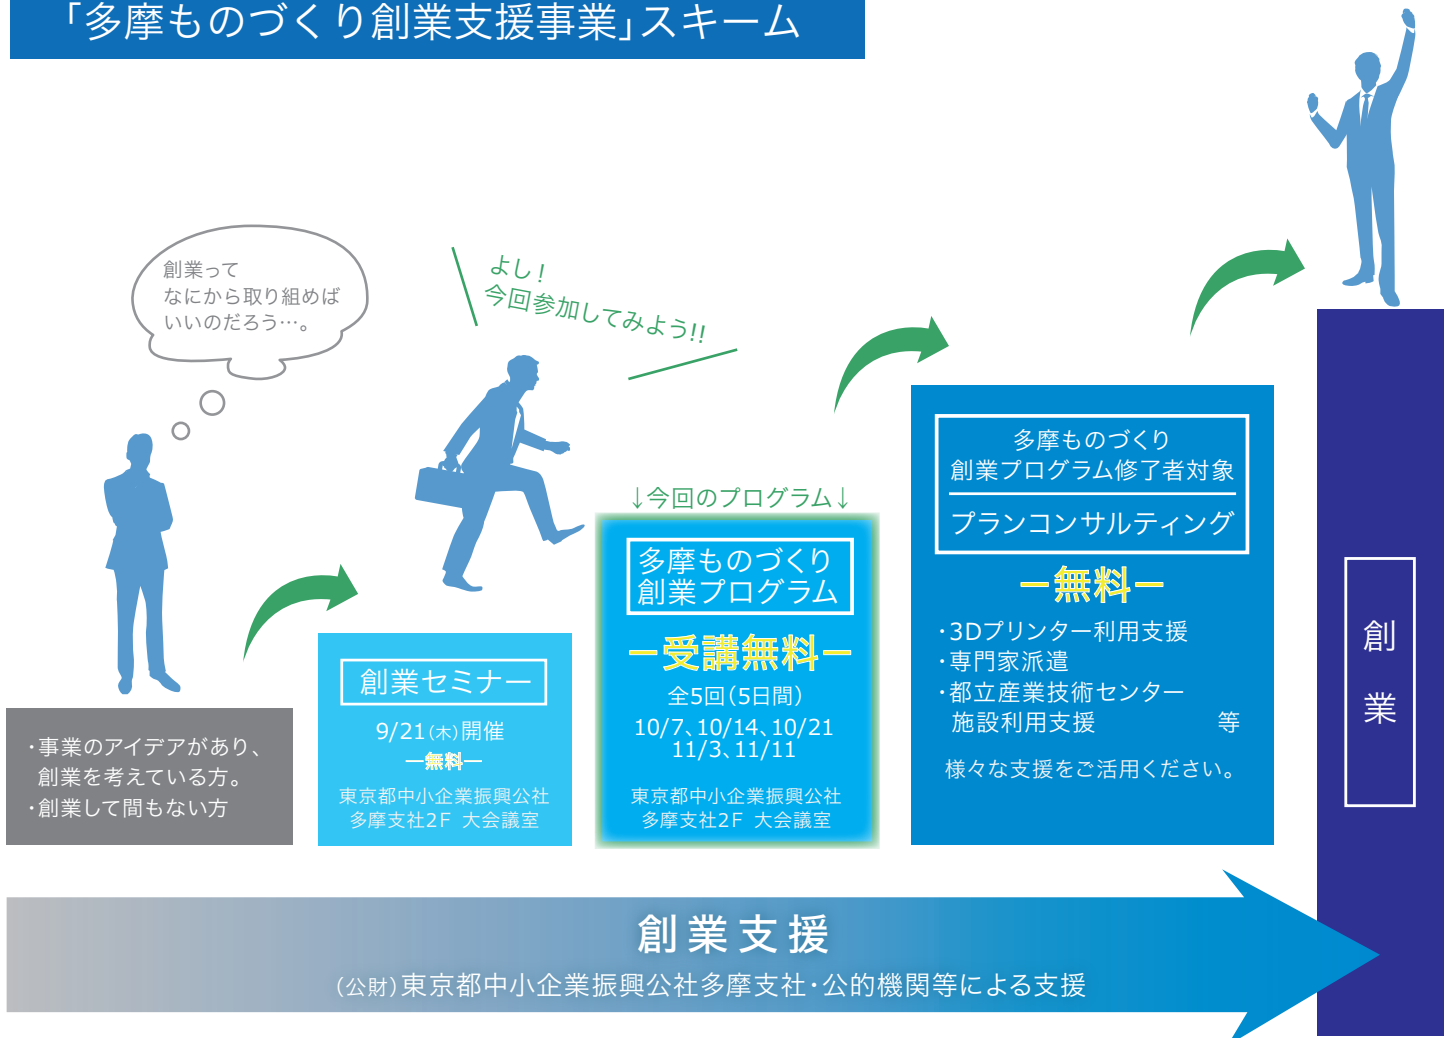 「多摩ものづくり創業支援事業」スキーム
創業って
なにから取り組めば
いいのだろう…。
よし！
今回参加してみよう!!
・事業のアイデアがあり、
創業を考えている方。
・創業して間もない方
創業セミナー
9/21(木)開催
ー無料ー
東京都中小企業振興公社
多摩支社2F 大会議室
↓今回のプログラム↓
多摩ものづくり
創業プログラム
ー受講無料ー
全5回(5日間)
10/7、10/14、10/21
11/3、11/11
東京都中小企業振興公社
多摩支社2F 大会議室
多摩ものづくり
創業プログラム修了者対象
プランコンサルティング
ー無料ー
・3Dプリンター利用支援
・専門家派遣
・都立産業技術センター
施設利用支援 等
様々な支援をご活用ください。
創業
創業支援
(公財)東京都中小企業振興公社多摩支社・公的機関等による支援